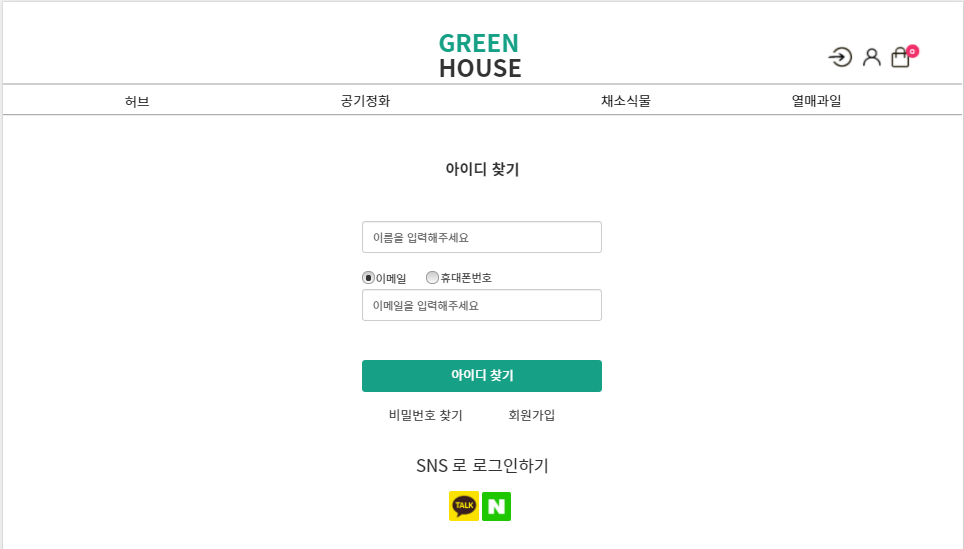 GREEN
HOUSE
0
허브 공기정화 채소식물 열매과일
아이디 찾기
이름을 입력해주세요
이메일 휴대폰번호
이메일을 입력해주세요
아이디 찾기
비밀번호 찾기 회원가입
SNS 로 로그인하기
TALK N